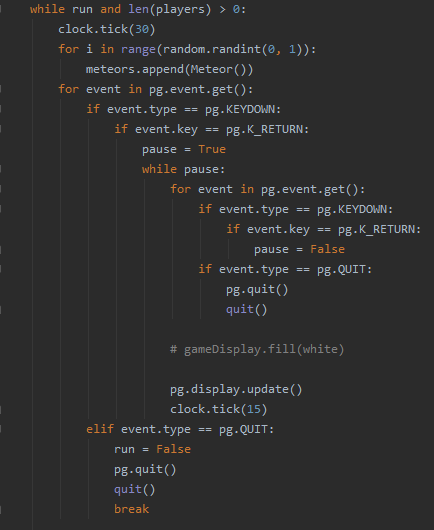 while run and len(players) > 0:
    clock.tick(30)
    for i in range(random.randint(0, 1)):
        meteors.append(Meteor())
    for event in pg.event.get():
        if event.type == pg.KEYDOWN:
            if event.key == pg.K_RETURN:
                pause = True
                while pause:
                    for event in pg.event.get():
                        if event.type == pg.KEYDOWN:
                            if event.key == pg.K_RETURN:
                                pause = False
                        if event.type == pg.QUIT:
                            pg.quit()
                            quit()

                    # gameDisplay.fill(white)

                    pg.display.update()
                    clock.tick(15)
        elif event.type == pg.QUIT:
            run = False
            pg.quit()
            quit()
            break